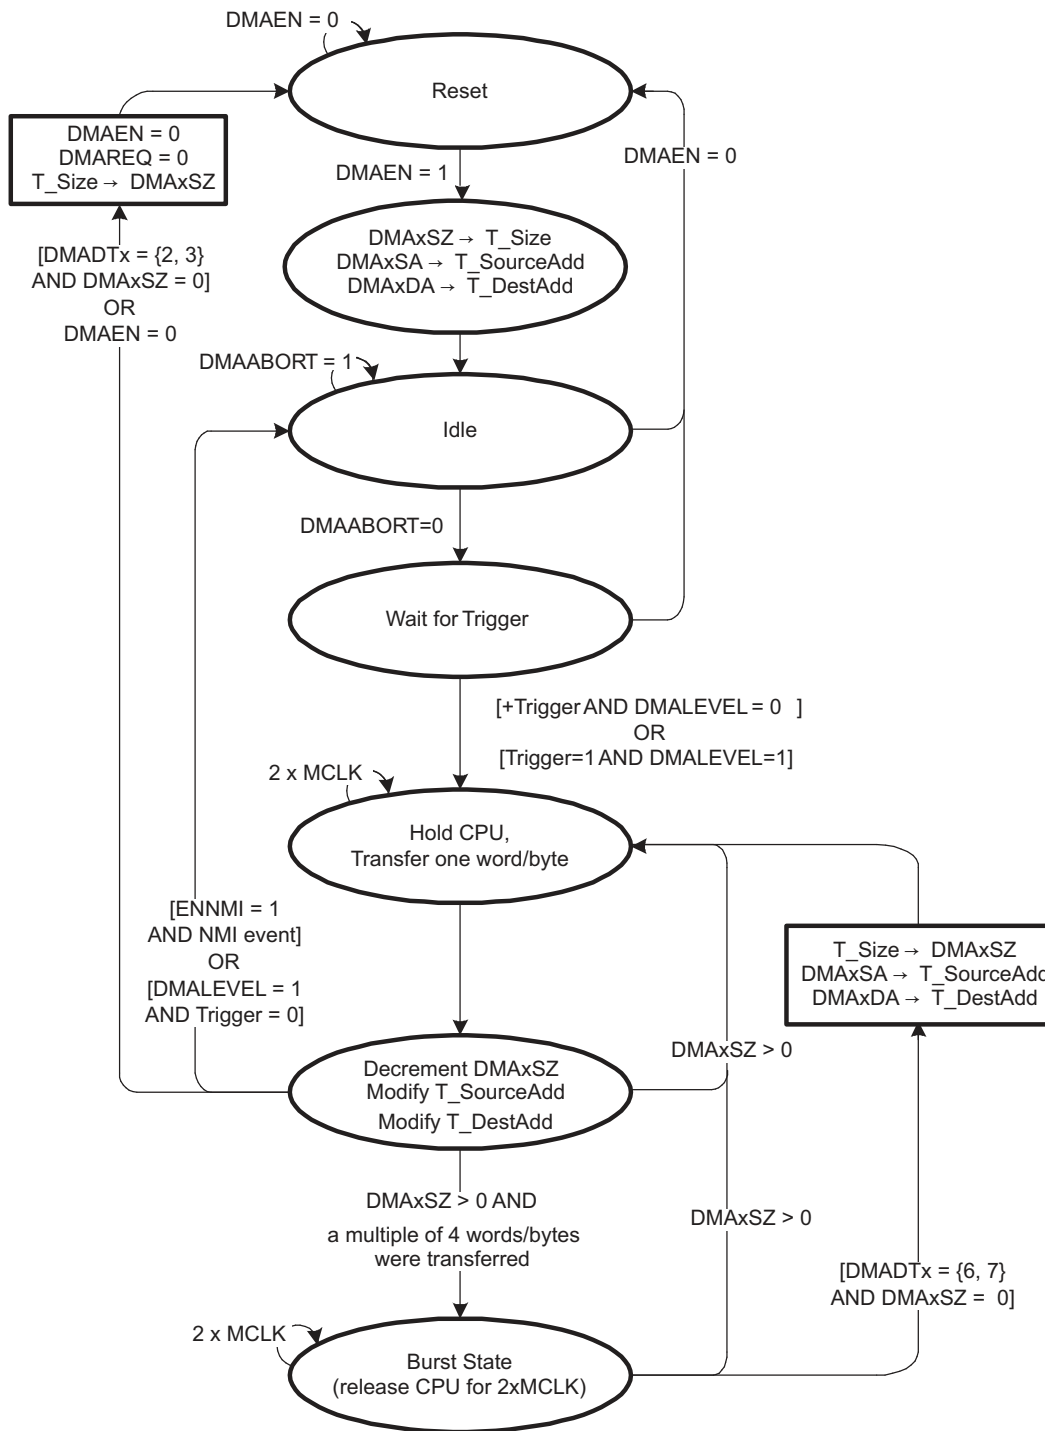 DMAEN = 0
Reset
DMAEN = 0
DMAREQ = 0
T_Size → DMAxSZ
DMAEN = 0
DMAEN = 1
DMAxSZ → T_Size
DMAxSA → T_SourceAdd
DMAxDA → T_DestAdd
[DMADTx = {2, 3}
AND DMAxSZ = 0]
OR
DMAEN = 0
DMAABORT = 1
Idle
DMAABORT=0
Wait for Trigger
[+Trigger AND DMALEVEL = 0 ]
OR
[Trigger=1 AND DMALEVEL=1]
2 x MCLK
Hold CPU,
Transfer one word/byte
[ENNMI = 1
AND NMI event]
OR
[DMALEVEL = 1
AND Trigger = 0]
T_Size → DMAxSZ
DMAxSA → T_SourceAdd
DMAxDA → T_DestAdd
DMAxSZ > 0
Decrement DMAxSZ
Modify T_SourceAdd
Modify T_DestAdd
DMAxSZ > 0 AND
a multiple of 4 words/bytes
were transferred
DMAxSZ > 0
[DMADTx = {6, 7}
AND DMAxSZ = 0]
2 x MCLK
Burst State
(release CPU for 2xMCLK)